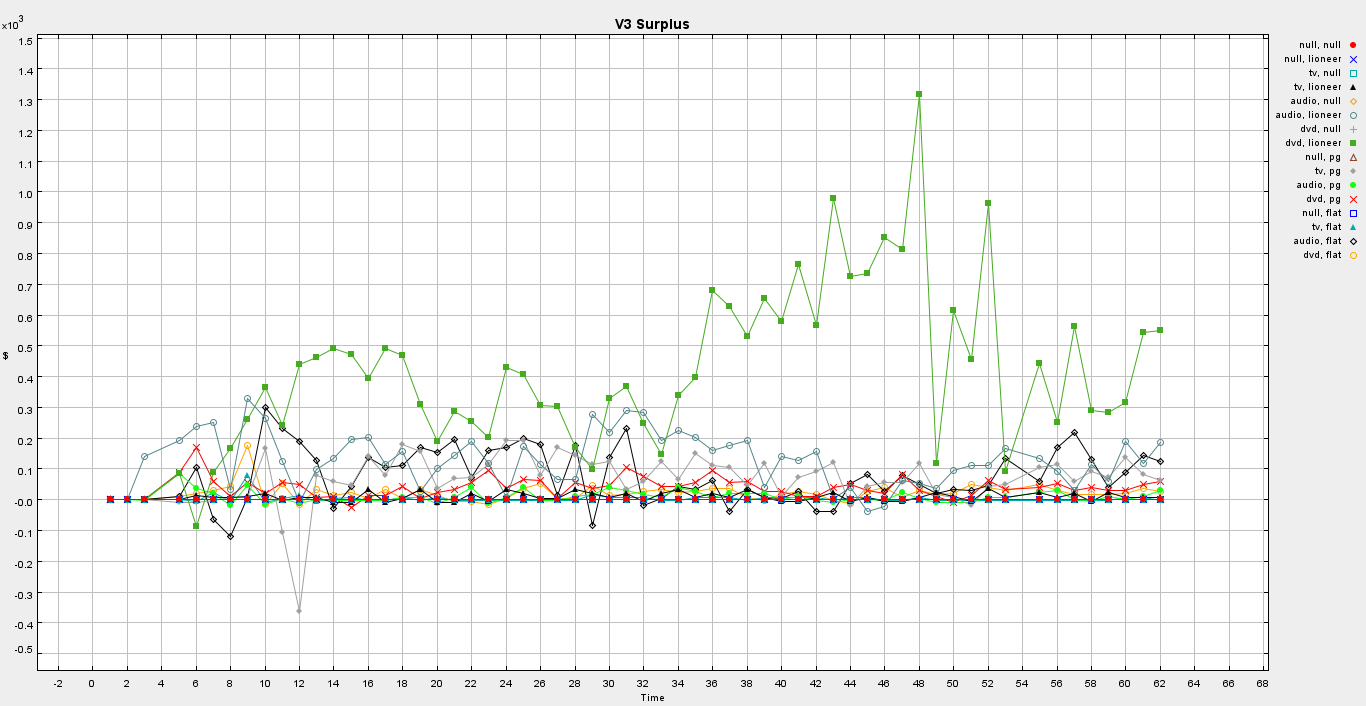 V3 Surplus
×10³
1.5
1.4
1.3
1.2
1.1
1.0
0.9
0.8
0.7
0.6
0.5
0.4
0.3
0.2
0.1
-0.0
-0.1
-0.2
-0.3
-0.4
-0.5
$
-2 0 2 4 6 8 10 12 14 16 18 20 22 24 26 28 30 32 34 36 38 40 42 44 46 48 50 52 54 56 58 60 62 64 66 68
Time
null, null
null, lioneer
tv, null
tv, lioneer
audio, null
audio, lioneer
dvd, null
dvd, lioneer
null, pg
tv, pg
audio, pg
dvd, pg
null, flat
tv, flat
audio, flat
dvd, flat